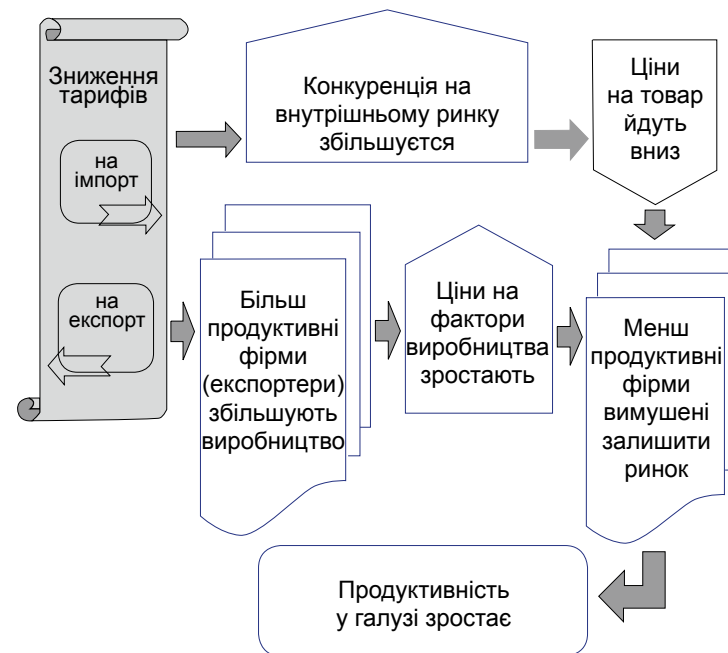 Зниження
тарифів
на
імпорт
на
експорт
Конкуренція на
внутрішньому ринку
збільшуєтся
Ціни
на товар
йдуть
вниз
Більш
продуктивні
фірми
(експортери)
збільшують
виробництво
Ціни на
фактори
виробництва
зростають
Менш
продуктивні
фірми
вимушені
залишити
ринок
Продуктивність
у галузі зростає